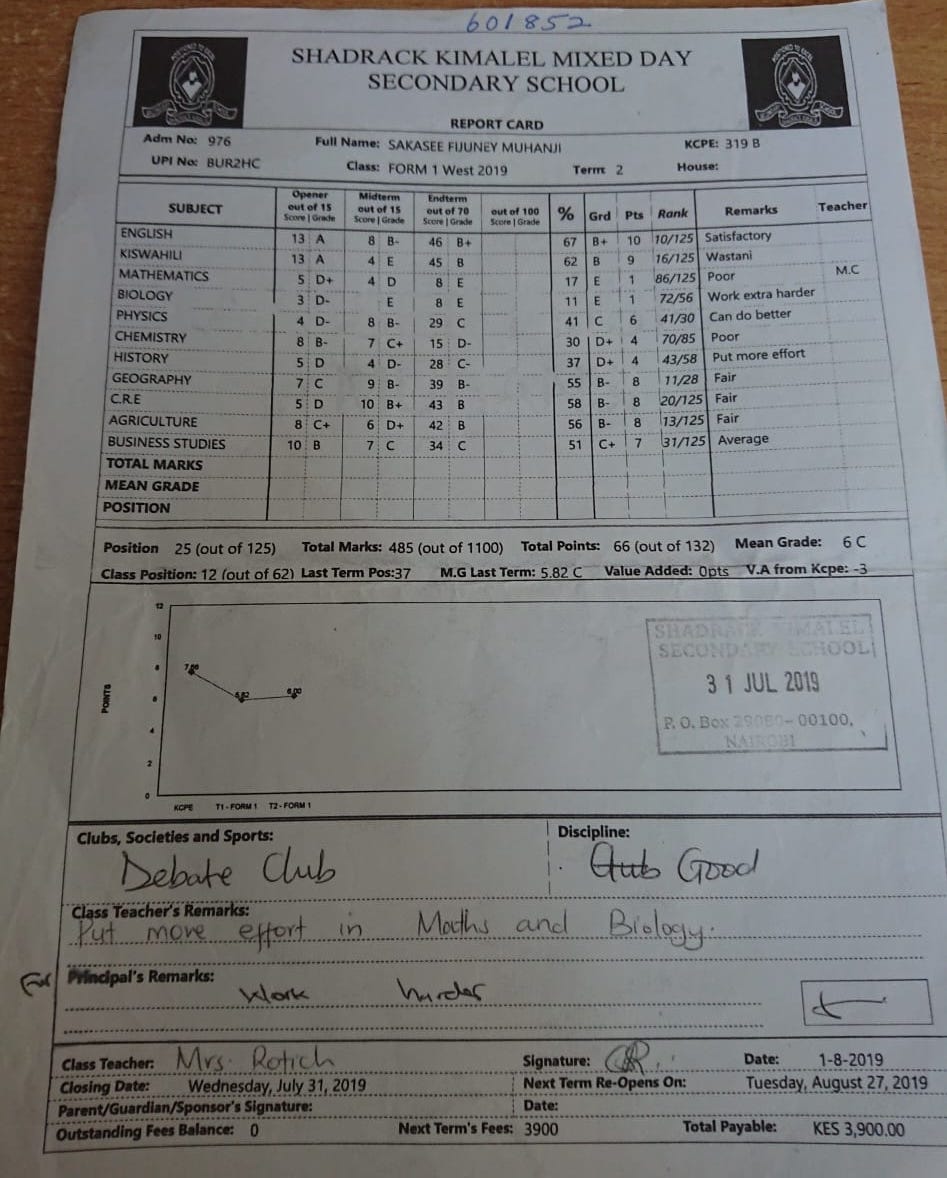 601852
SHADRACK KIMALEL MIXED DAY
SECONDARY SCHOOL
REPORT CARD
Adm No: 976 Full Name: SAKASEE FIJUNEY MUHANJI KCPE: 319 B
UPI No: BUR2HC Class: FORM 1 West 2019 Term: 2 House:
SUBJECT Opener out of 15 Score | Grade Midterm out of 15 Score | Grade Endterm out of 70 Score | Grade out of 100 Score | Grade % Grd Pts Rank Remarks Teacher
ENGLISH 13 A 8 B- 46 B+ 67 B+ 10 10/125 Satisfactory
KISWAHILI 13 A 4 E 45 B 62 B 9 16/125 Wastani
MATHEMATICS 5 D+ 4 D 8 E 17 E 1 86/125 Poor M.C
BIOLOGY 3 D- E 8 E 11 E 1 72/56 Work extra harder
PHYSICS 4 D- 8 B- 29 C 41 C 6 41/30 Can do better
CHEMISTRY 8 B- 7 C+ 15 D- 30 D+ 4 70/85 Poor
HISTORY 5 D 4 D- 28 C- 37 D+ 4 43/58 Put more effort
GEOGRAPHY 7 C 9 B- 39 B- 55 B- 8 11/28 Fair
C.R.E 5 D 10 B+ 43 B 58 B- 8 20/125 Fair
AGRICULTURE 8 C+ 6 D+ 42 B 56 B- 8 13/125 Fair
BUSINESS STUDIES 10 B 7 C 34 C 51 C+ 7 31/125 Average
TOTAL MARKS
MEAN GRADE
POSITION
Position 25 (out of 125) Total Marks: 485 (out of 1100) Total Points: 66 (out of 132) Mean Grade: 6 C
Class Position: 12 (out of 62) Last Term Pos:37 M.G Last Term: 5.82 C Value Added: 0pts V.A from Kcpe: -3
12
10
8
6
4
2
0
POINTS
7.00
5.82
6.00
KCPE T1 - FORM 1 T2 - FORM 1
SHADRACK KIMALEL
SECONDARY SCHOOL
31 JUL 2019
P. O. Box 29080-00100,
NAIROBI
Clubs, Societies and Sports: Discipline:
Debate Club Good
Class Teacher's Remarks:
Put more effort in Maths and Biology.
For Principal's Remarks:
Work harder
Class Teacher: Mrs. Rotich Signature: Date: 1-8-2019
Closing Date: Wednesday, July 31, 2019 Next Term Re-Opens On: Tuesday, August 27, 2019
Parent/Guardian/Sponsor's Signature: Date:
Outstanding Fees Balance: 0 Next Term's Fees: 3900 Total Payable: KES 3,900.00